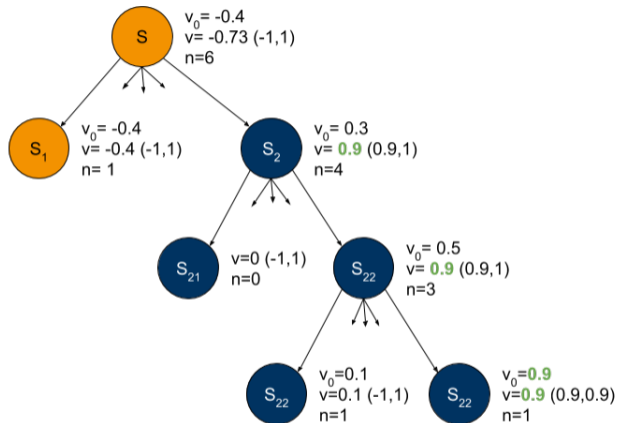 S
v0= -0.4
v= -0.73 (-1,1)
n=6
S1
v0= -0.4
v= -0.4 (-1,1)
n= 1
S2
v0= 0.3
v= 0.9 (0.9,1)
n=4
S21
v=0 (-1,1)
n=0
S22
v0= 0.5
v= 0.9 (0.9,1)
n=3
S22
v0=0.1
v=0.1 (-1,1)
n=1
S22
v0=0.9
v=0.9 (0.9,0.9)
n=1